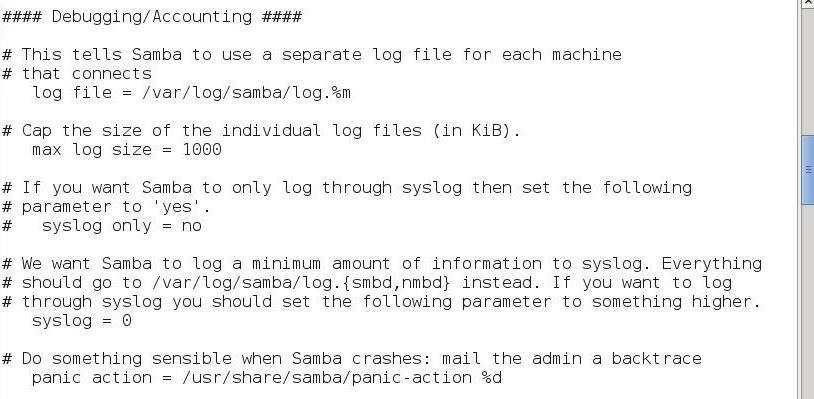 #### Debugging/Accounting ####
# This tells Samba to use a separate log file for each machine
# that connects
log file = /var/log/samba/log.%m
# Cap the size of the individual log files (in KiB).
max log size = 1000
# If you want Samba to only log through syslog then set the following
# parameter to 'yes'.
#   syslog only = no
# We want Samba to log a minimum amount of information to syslog. Everything
# should go to /var/log/samba/log.{smbd,nmbd} instead. If you want to log
# through syslog you should set the following parameter to something higher.
syslog = 0
# Do something sensible when Samba crashes: mail the admin a backtrace
panic action = /usr/share/samba/panic-action %d